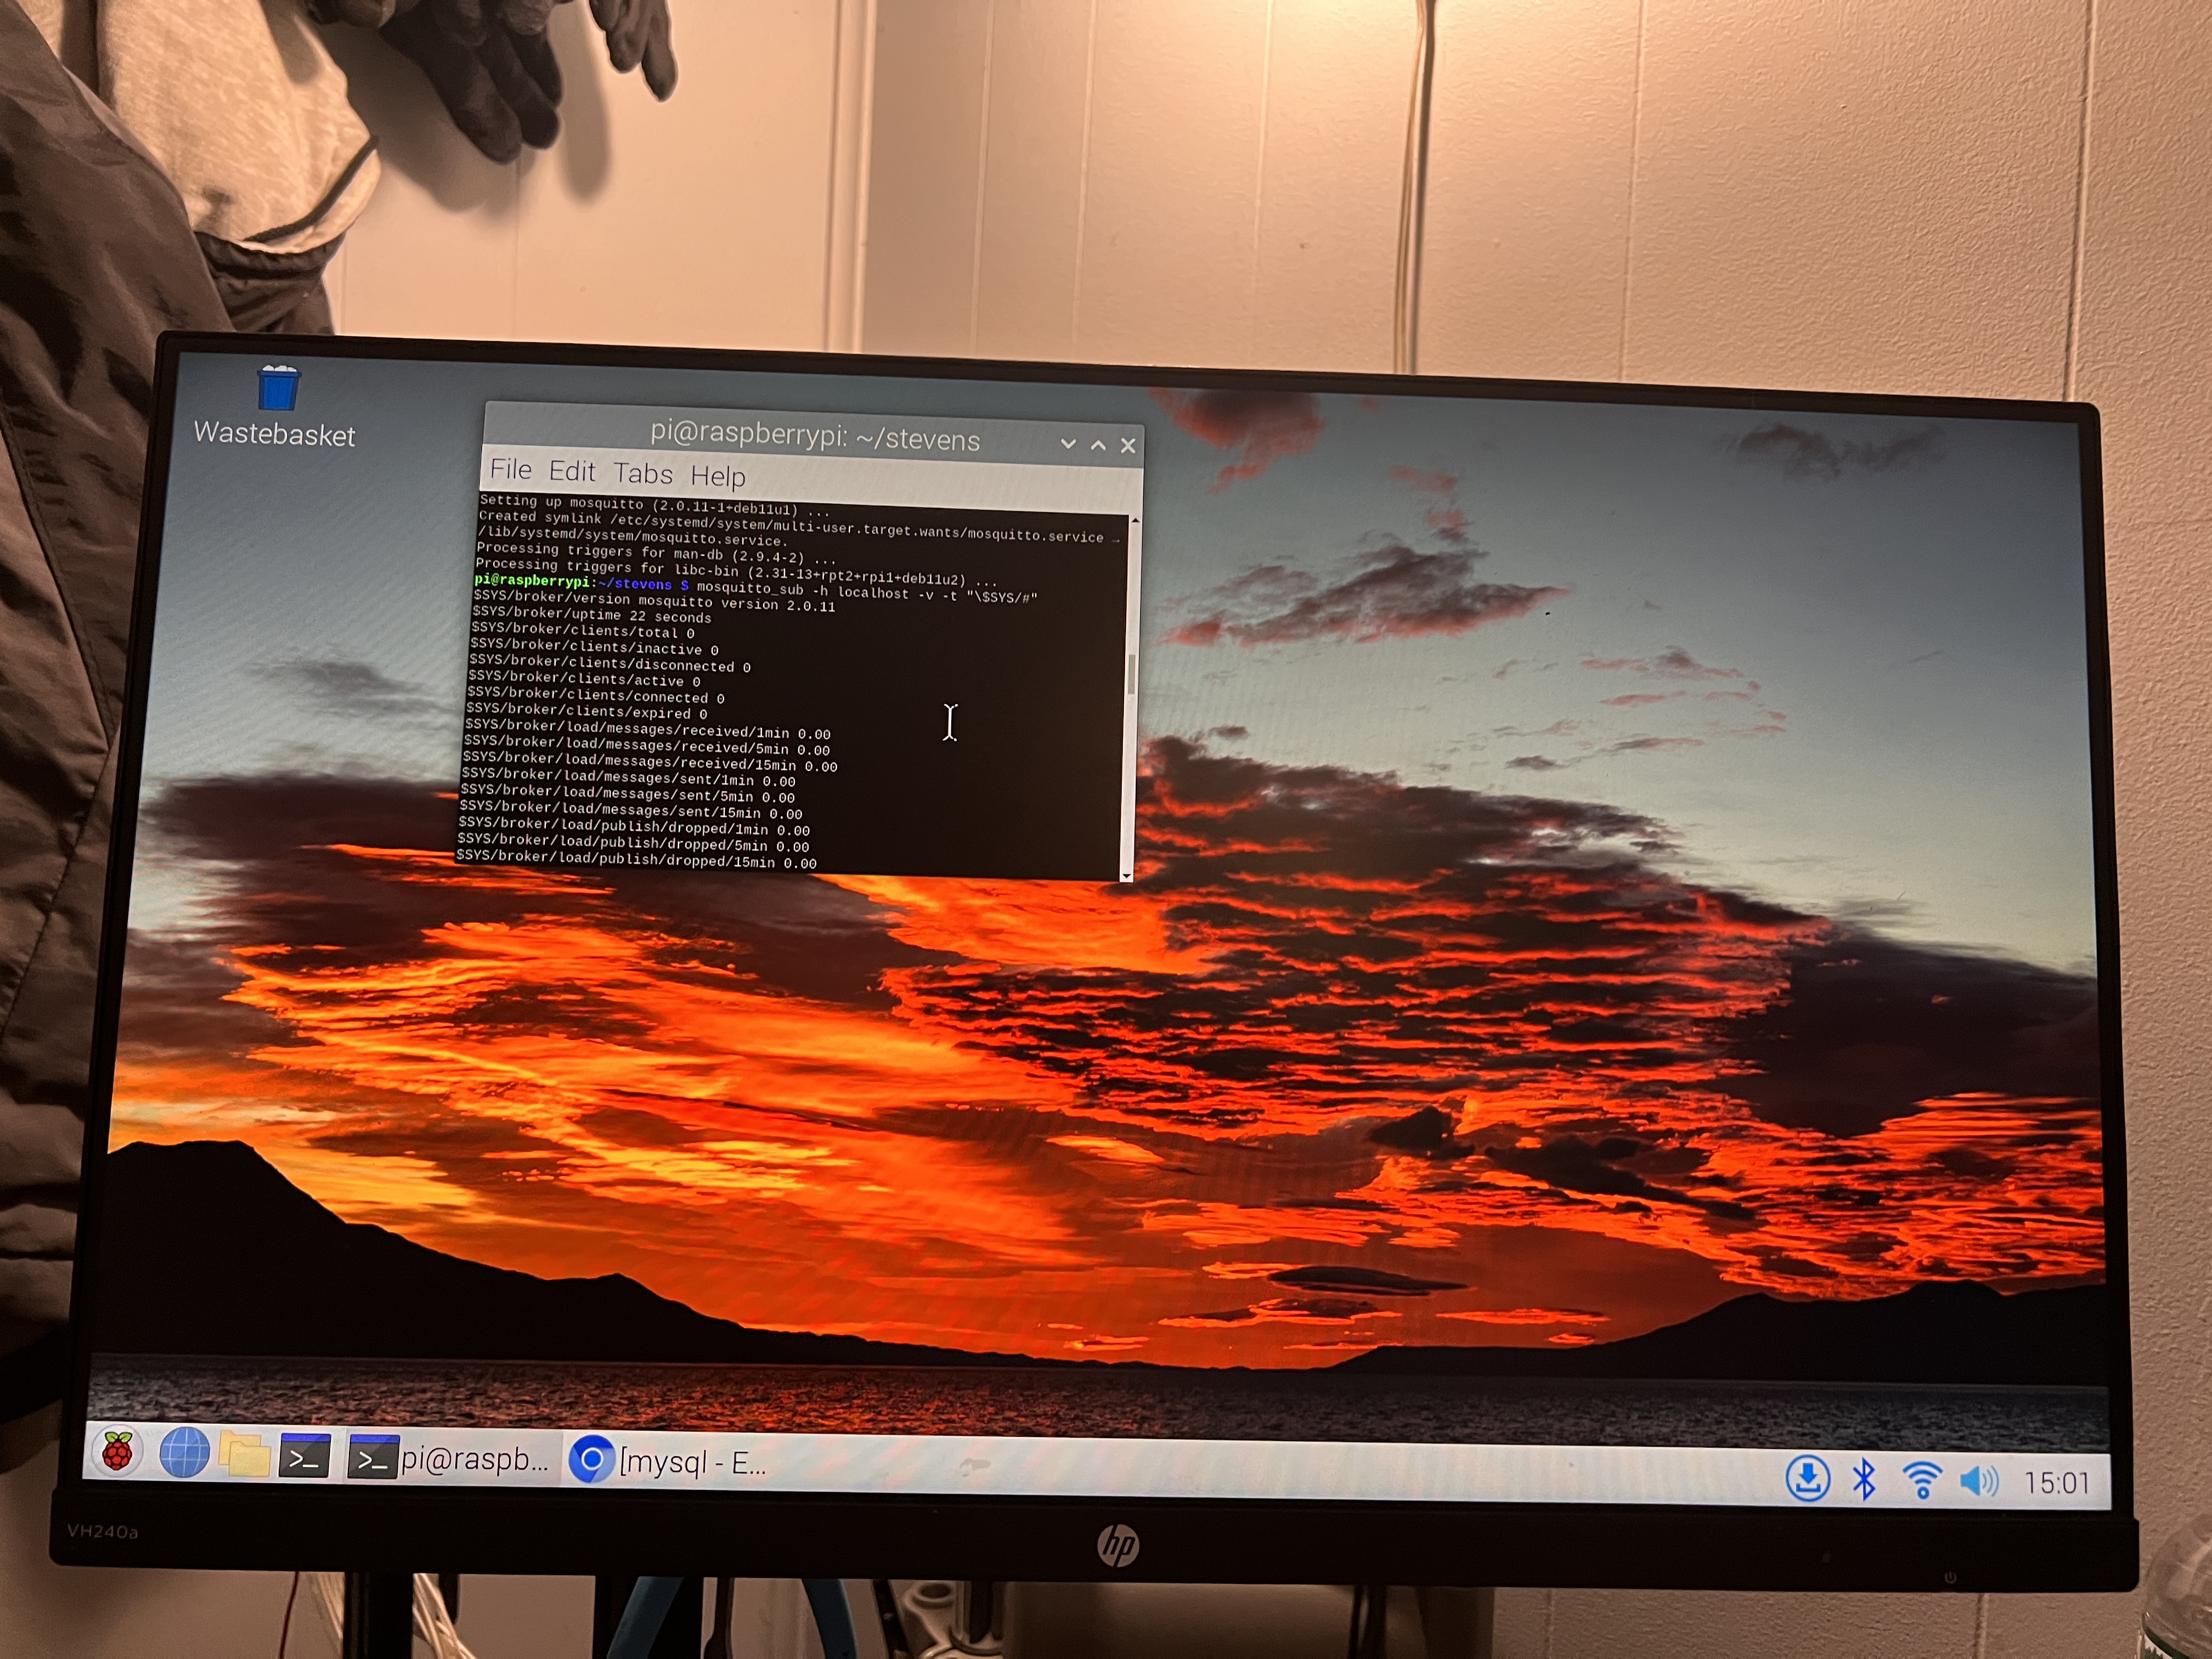 Wastebasket
pi@raspberrypi: ~/stevens
File Edit Tabs Help
Setting up mosquitto (2.0.11-1+deb11u1) ...
Created symlink /etc/systemd/system/multi-user.target.wants/mosquitto.service →
/lib/systemd/system/mosquitto.service.
Processing triggers for man-db (2.9.4-2) ...
Processing triggers for libc-bin (2.31-13+rpt2+rpi1+deb11u2) ...
pi@raspberrypi:~/stevens $ mosquitto_sub -h localhost -v -t "\$SYS/#"
$SYS/broker/version mosquitto version 2.0.11
$SYS/broker/uptime 22 seconds
$SYS/broker/clients/total 0
$SYS/broker/clients/inactive 0
$SYS/broker/clients/disconnected 0
$SYS/broker/clients/active 0
$SYS/broker/clients/connected 0
$SYS/broker/clients/expired 0
$SYS/broker/load/messages/received/1min 0.00
$SYS/broker/load/messages/received/5min 0.00
$SYS/broker/load/messages/received/15min 0.00
$SYS/broker/load/messages/sent/1min 0.00
$SYS/broker/load/messages/sent/5min 0.00
$SYS/broker/load/messages/sent/15min 0.00
$SYS/broker/load/publish/dropped/1min 0.00
$SYS/broker/load/publish/dropped/5min 0.00
$SYS/broker/load/publish/dropped/15min 0.00
>_ >_ pi@raspb... [mysql - E... 15:01
VH240a hp